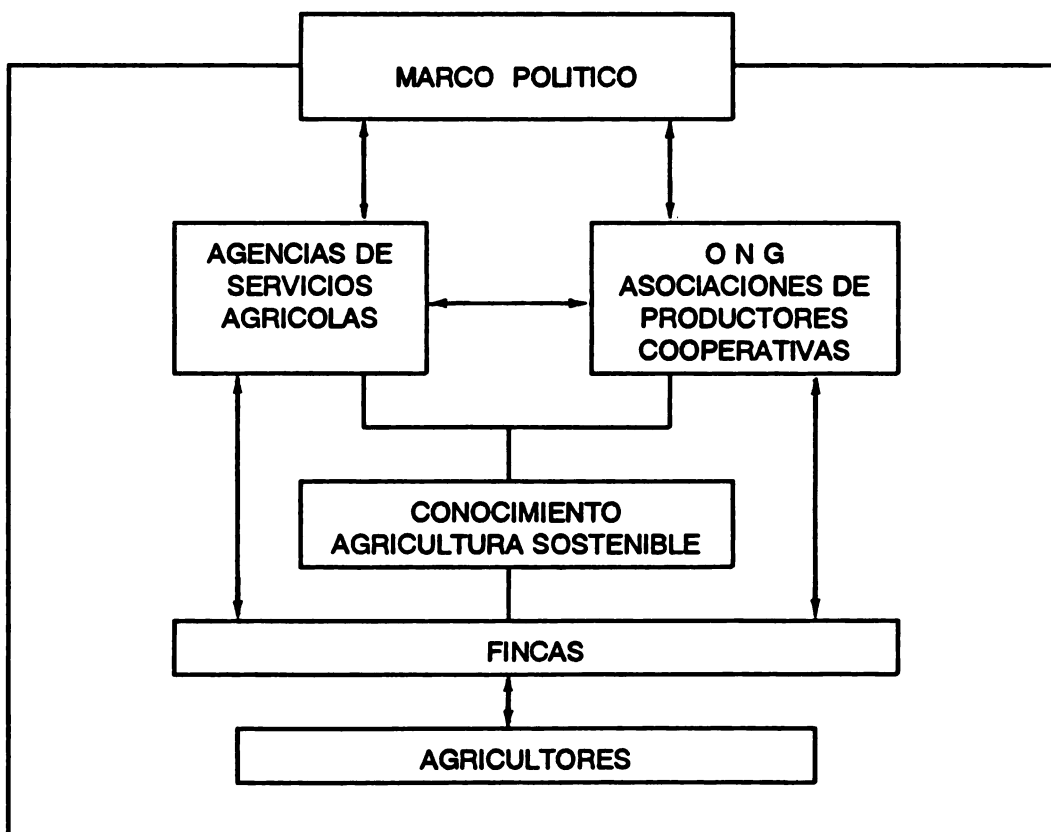 MARCO POLITICO
AGENCIAS DE
SERVICIOS
AGRICOLAS
O N G
ASOCIACIONES DE
PRODUCTORES
COOPERATIVAS
CONOCIMIENTO
AGRICULTURA SOSTENIBLE
FINCAS
AGRICULTORES